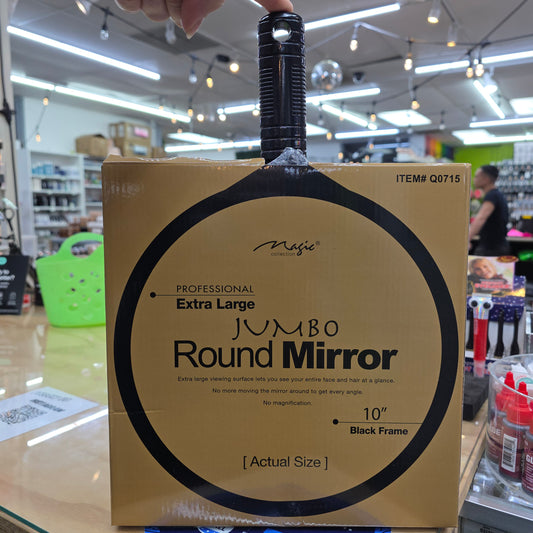 ITEM# Q0715
Magic®
collection
PROFESSIONAL
Extra Large
JUMBO
Round Mirror
Extra large viewing surface lets you see your entire face and hair at a glance.
No more moving the mirror around to get every angle.
No magnification.
10"
Black Frame
[ Actual Size ]